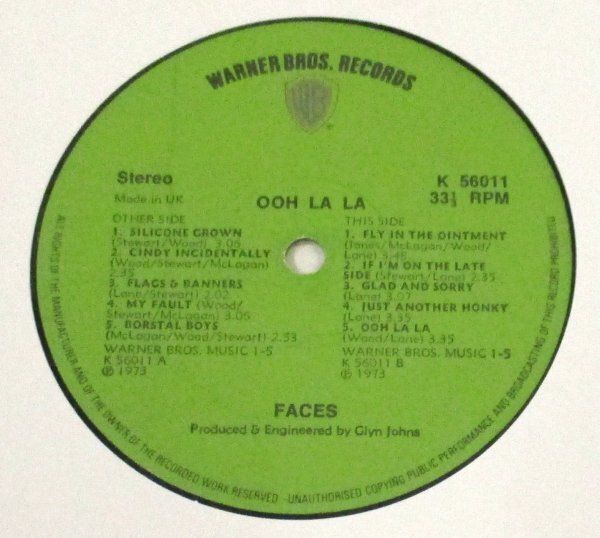 WARNER BROS. RECORDS
WB
Stereo
Made in UK
K 56011
33⅓ RPM
OOH LA LA
OTHER SIDE
1. SILICONE GROWN
(Stewart/Wood) 3.05
2. CINDY INCIDENTALLY
(Wood/Stewart/McLagan)
2.35
3. FLAGS & BANNERS
(Lane/Stewart) 2.02
4. MY FAULT (Wood/
Stewart/McLagan) 3.05
5. BORSTAL BOYS
(McLagan/Wood/Stewart) 2.53
WARNER BROS. MUSIC 1-5
K 56011 A
℗ 1973
THIS SIDE
1. FLY IN THE OINTMENT
(Jones/McLagan/Wood/
Lane) 3.48
2. IF I'M ON THE LATE
SIDE (Stewart/Lane) 2.35
3. GLAD AND SORRY
(Lane) 3.07
4. JUST ANOTHER HONKY
(Lane) 3.35
5. OOH LA LA
(Wood/Lane) 3.35
WARNER BROS. MUSIC 1-5
K 56011 B
℗ 1973
FACES
Produced & Engineered by Glyn Johns
ALL RIGHTS OF THE MANUFACTURER AND OF THE OWNER OF THE RECORDED WORK RESERVED - UNAUTHORISED COPYING PUBLIC PERFORMANCE AND BROADCASTING OF THIS RECORD PROHIBITED